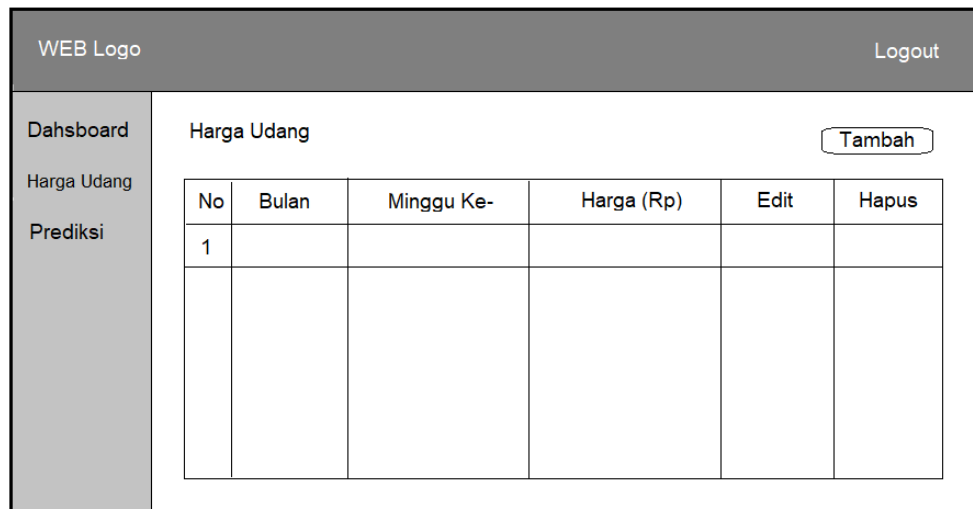 WEB Logo Logout
Dahsboard
Harga Udang
Prediksi
Harga Udang Tambah
No Bulan Minggu Ke- Harga (Rp) Edit Hapus
1